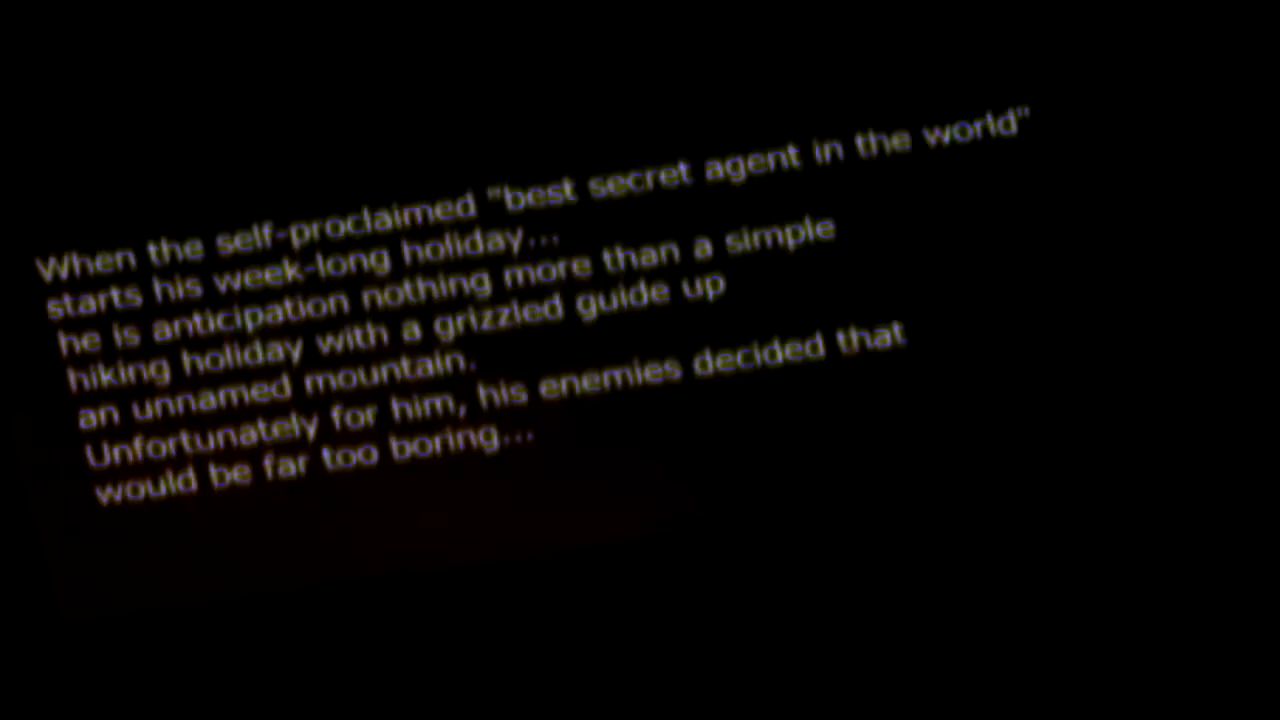 When the self-proclaimed "best secret agent in the world"
starts his week-long holiday...
he is anticipation nothing more than a simple
hiking holiday with a grizzled guide up
an unnamed mountain.
Unfortunately for him, his enemies decided that
would be far too boring...